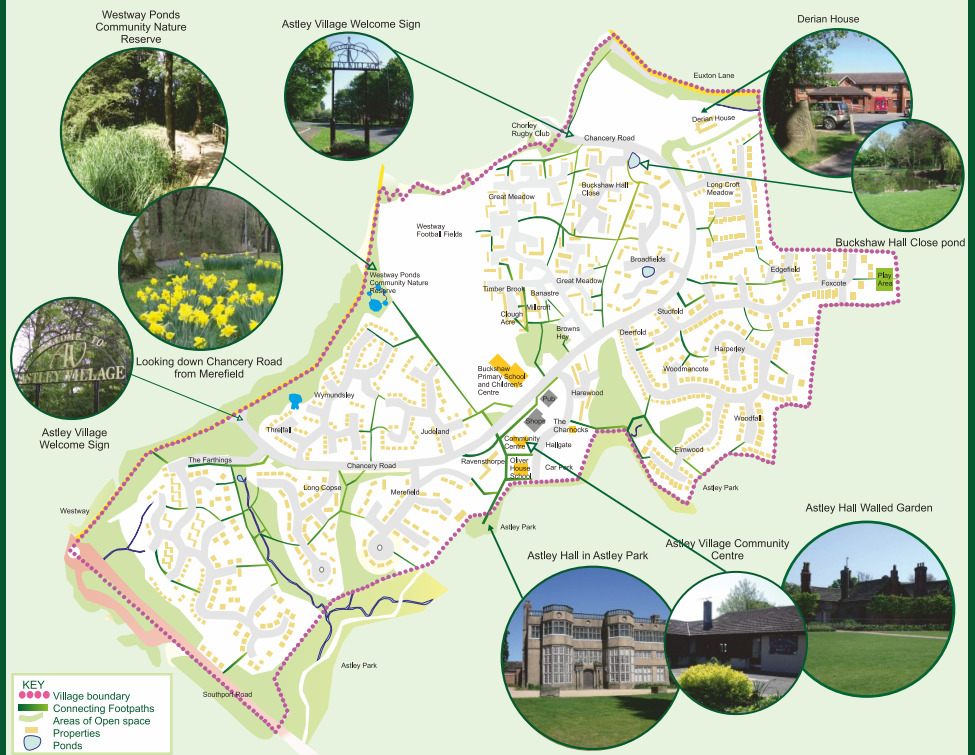 Westway Ponds
Community Nature
Reserve
Astley Village Welcome Sign
Derian House
Euxton Lane
Derian House
Chorley
Rugby Club
Chancery Road
Great Meadow
Buckshaw Hall
Close
Long Croft
Meadow
Westway
Football Fields
Buckshaw Hall Close pond
Westway Ponds
Community Nature
Reserve
Broadfields
Edgefield
Play
Area
Foxcote
Great Meadow
Timber Brook
Banastre
Millcroft
Clough
Acre
Studfold
Browns
Hey
Deerfold
Harperley
Woodmancote
WELCOME TO
ASTLEY VILLAGE
Looking down Chancery Road
from Merefield
Buckshaw
Primary School
and Children's
Centre
Wymundsley
Harewood
Pub
Shops
The
Charnocks
Woodfall
Threlfall
Judeland
Astley Village
Welcome Sign
Community
Centre
Hallgate
Elmwood
The Farthings
Chancery Road
Ravensthorpe
Oliver
House
School
Car Park
Long Copse
Merefield
Astley Park
Westway
Astley Park
Astley Hall Walled Garden
Astley Hall in Astley Park
Astley Village Community
Centre
Astley Park
Southport Road
KEY
Village boundary
Connecting Footpaths
Areas of Open space
Properties
Ponds